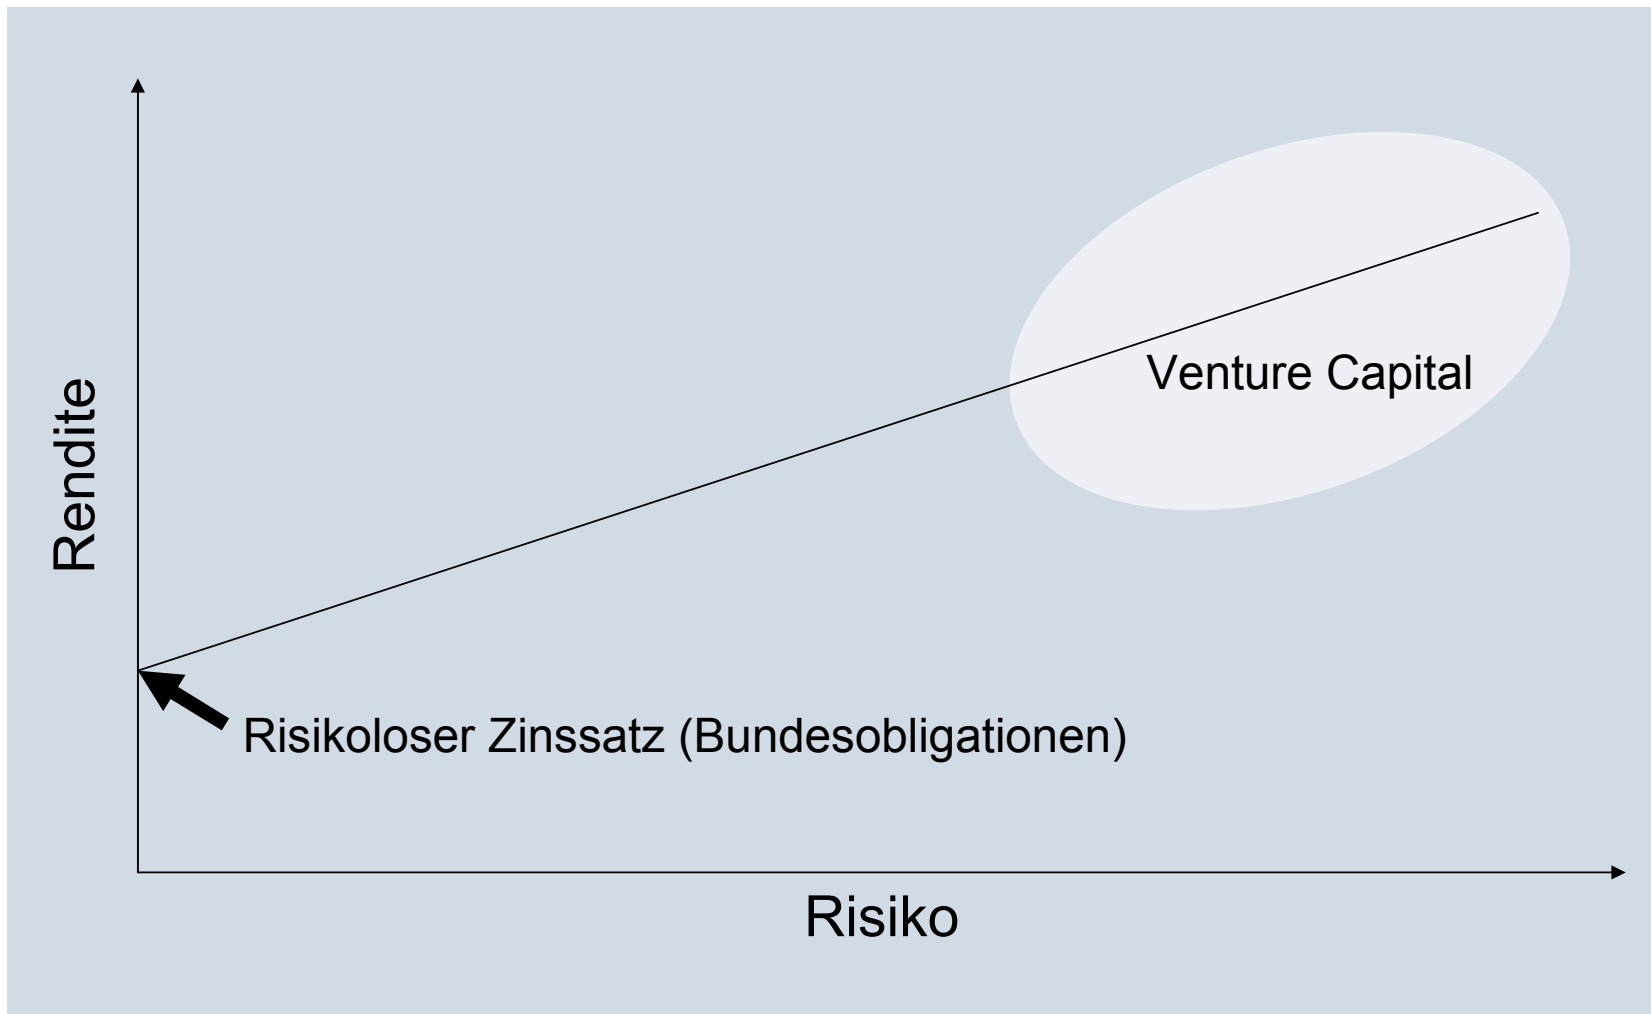 Rendite
Venture Capital
Risikoloser Zinssatz (Bundesobligationen)
Risiko